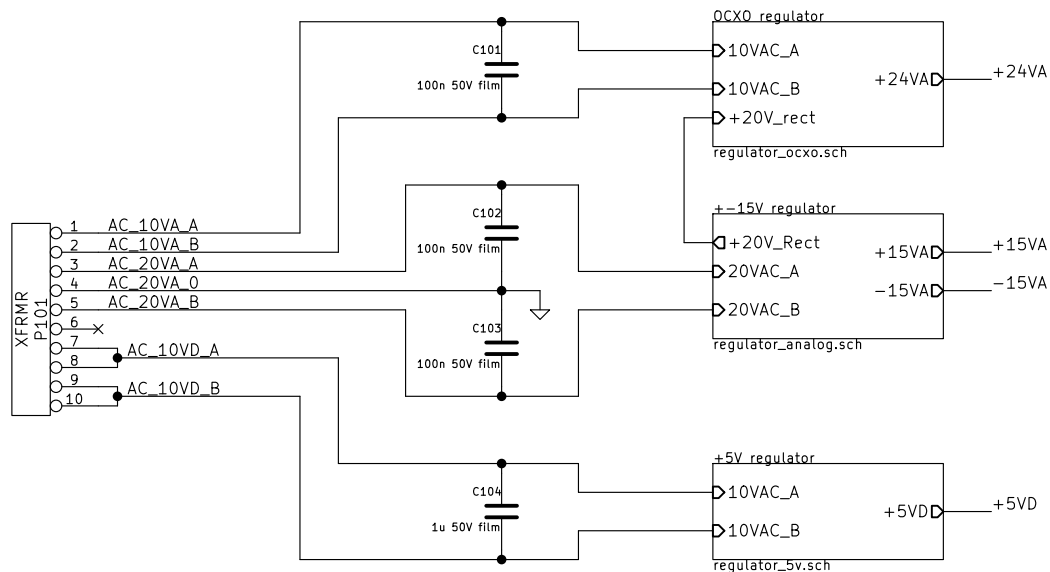 OCXO regulator
C101
100n 50V film
10VAC_A
10VAC_B
+20V_rect
+24VA
+24VA
regulator_ocxo.sch
C102
100n 50V film
+-15V regulator
+20V_Rect
20VAC_A
20VAC_B
+15VA
-15VA
+15VA
-15VA
regulator_analog.sch
XFRMR
P101
1
AC_10VA_A
2
AC_10VA_B
3
AC_20VA_A
4
AC_20VA_0
5
AC_20VA_B
6
7
8
AC_10VD_A
9
10
AC_10VD_B
C103
100n 50V film
C104
1u 50V film
+5V regulator
10VAC_A
10VAC_B
+5VD
+5VD
regulator_5v.sch